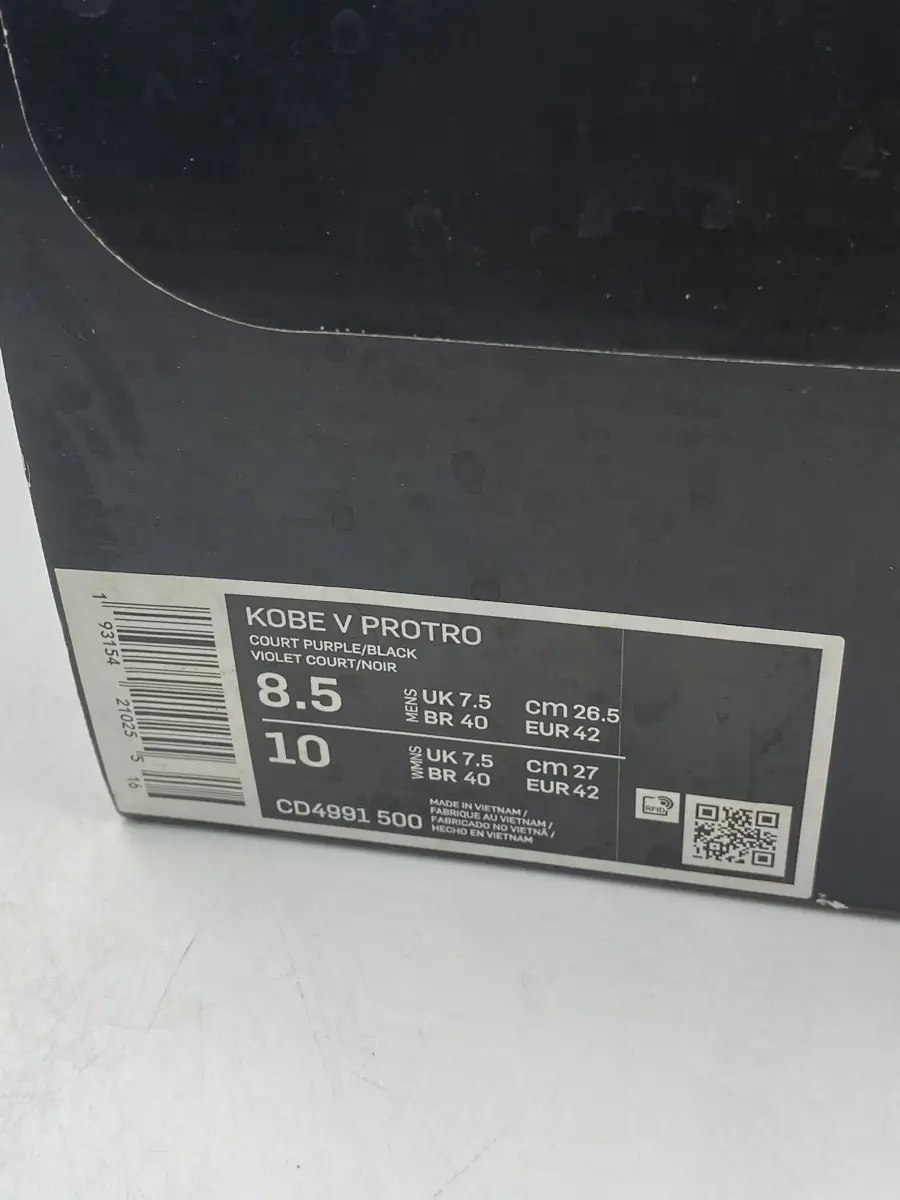 KOBE V PROTRO
COURT PURPLE/BLACK
VIOLET COURT/NOIR
8.5 MENS UK 7.5 cm 26.5
BR 40 EUR 42
10 WMNS UK 7.5 cm 27
BR 40 EUR 42
CD4991 500
MADE IN VIETNAM /
FABRIQUE AU VIETNAM /
FABRICADO NO VIETNÃ /
HECHO EN VIETNAM
RFID
1 93154 21025 5 16